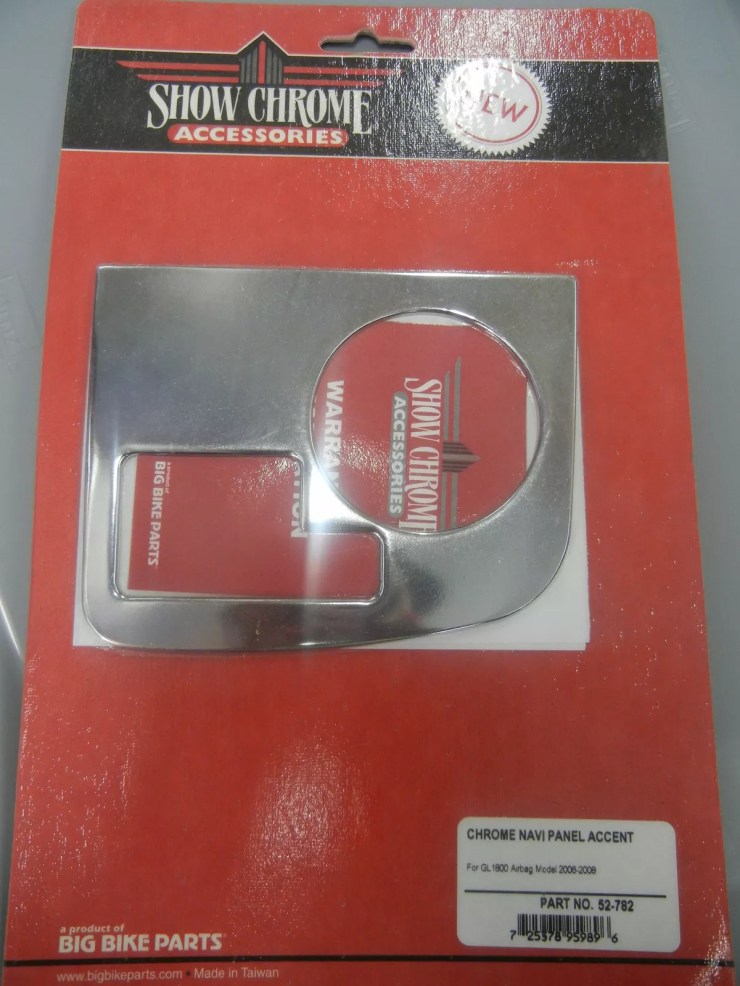 SHOW CHROME
ACCESSORIES
NEW
SHOW CHROME
ACCESSORIES
WARRAN
BIG BIKE PARTS
CHROME NAVI PANEL ACCENT
For GL1800 Airbag Model 2006-2008
PART NO. 52-782
7 25378 95989 6
a product of
BIG BIKE PARTS
www.bigbikeparts.com • Made in Taiwan